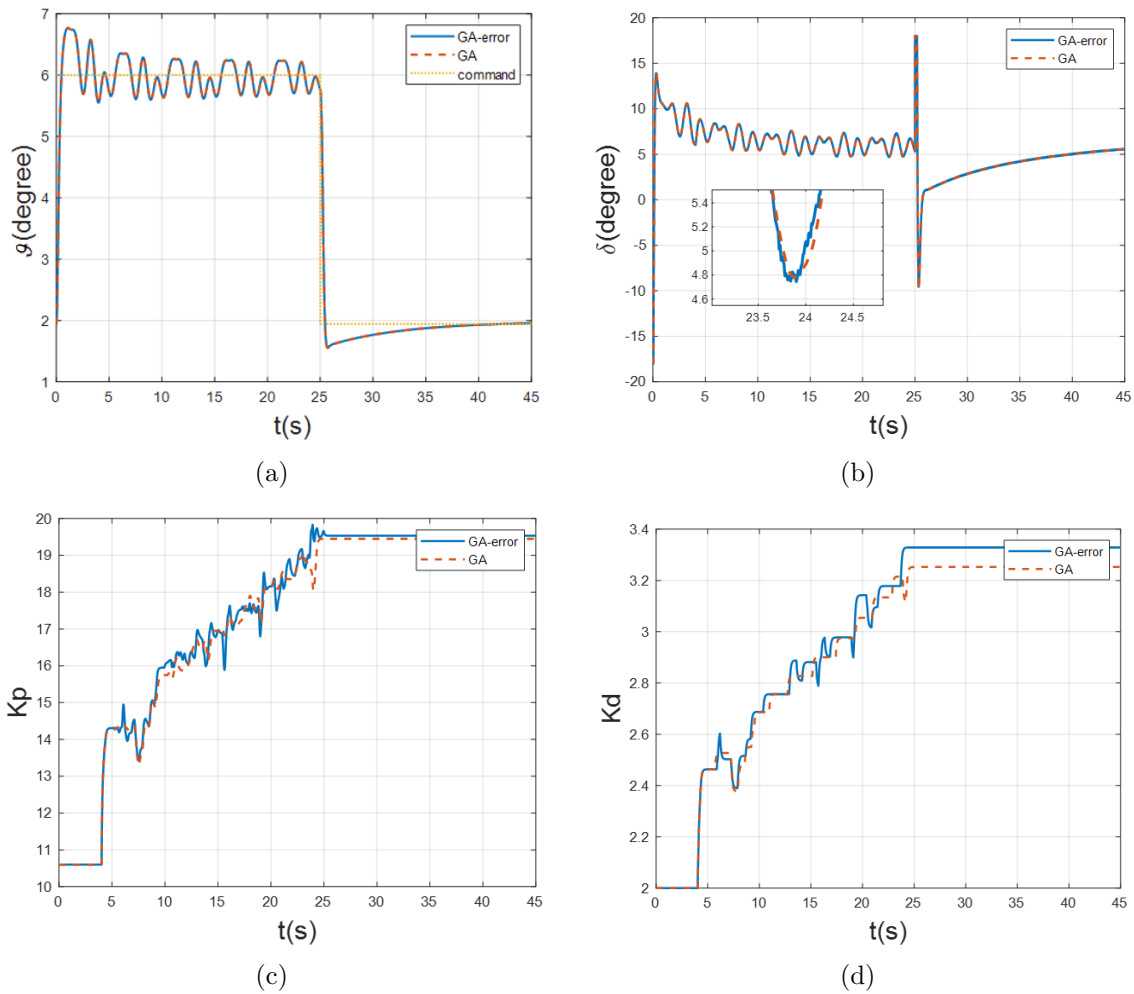 7
6
5
4
3
2
1
0 5 10 15 20 25 30 35 40 45
ϑ(degree)
t(s)
GA-error
GA
command
(a)
20
15
10
5
0
-5
-10
-15
-20
0 5 10 15 20 25 30 35 40 45
δ(degree)
t(s)
GA-error
GA
5.4
5.2
5
4.8
4.6
23.5 24 24.5
(b)
20
19
18
17
16
15
14
13
12
11
10
0 5 10 15 20 25 30 35 40 45
Kp
t(s)
GA-error
GA
(c)
3.4
3.2
3
2.8
2.6
2.4
2.2
2
0 5 10 15 20 25 30 35 40 45
Kd
t(s)
GA-error
GA
(d)